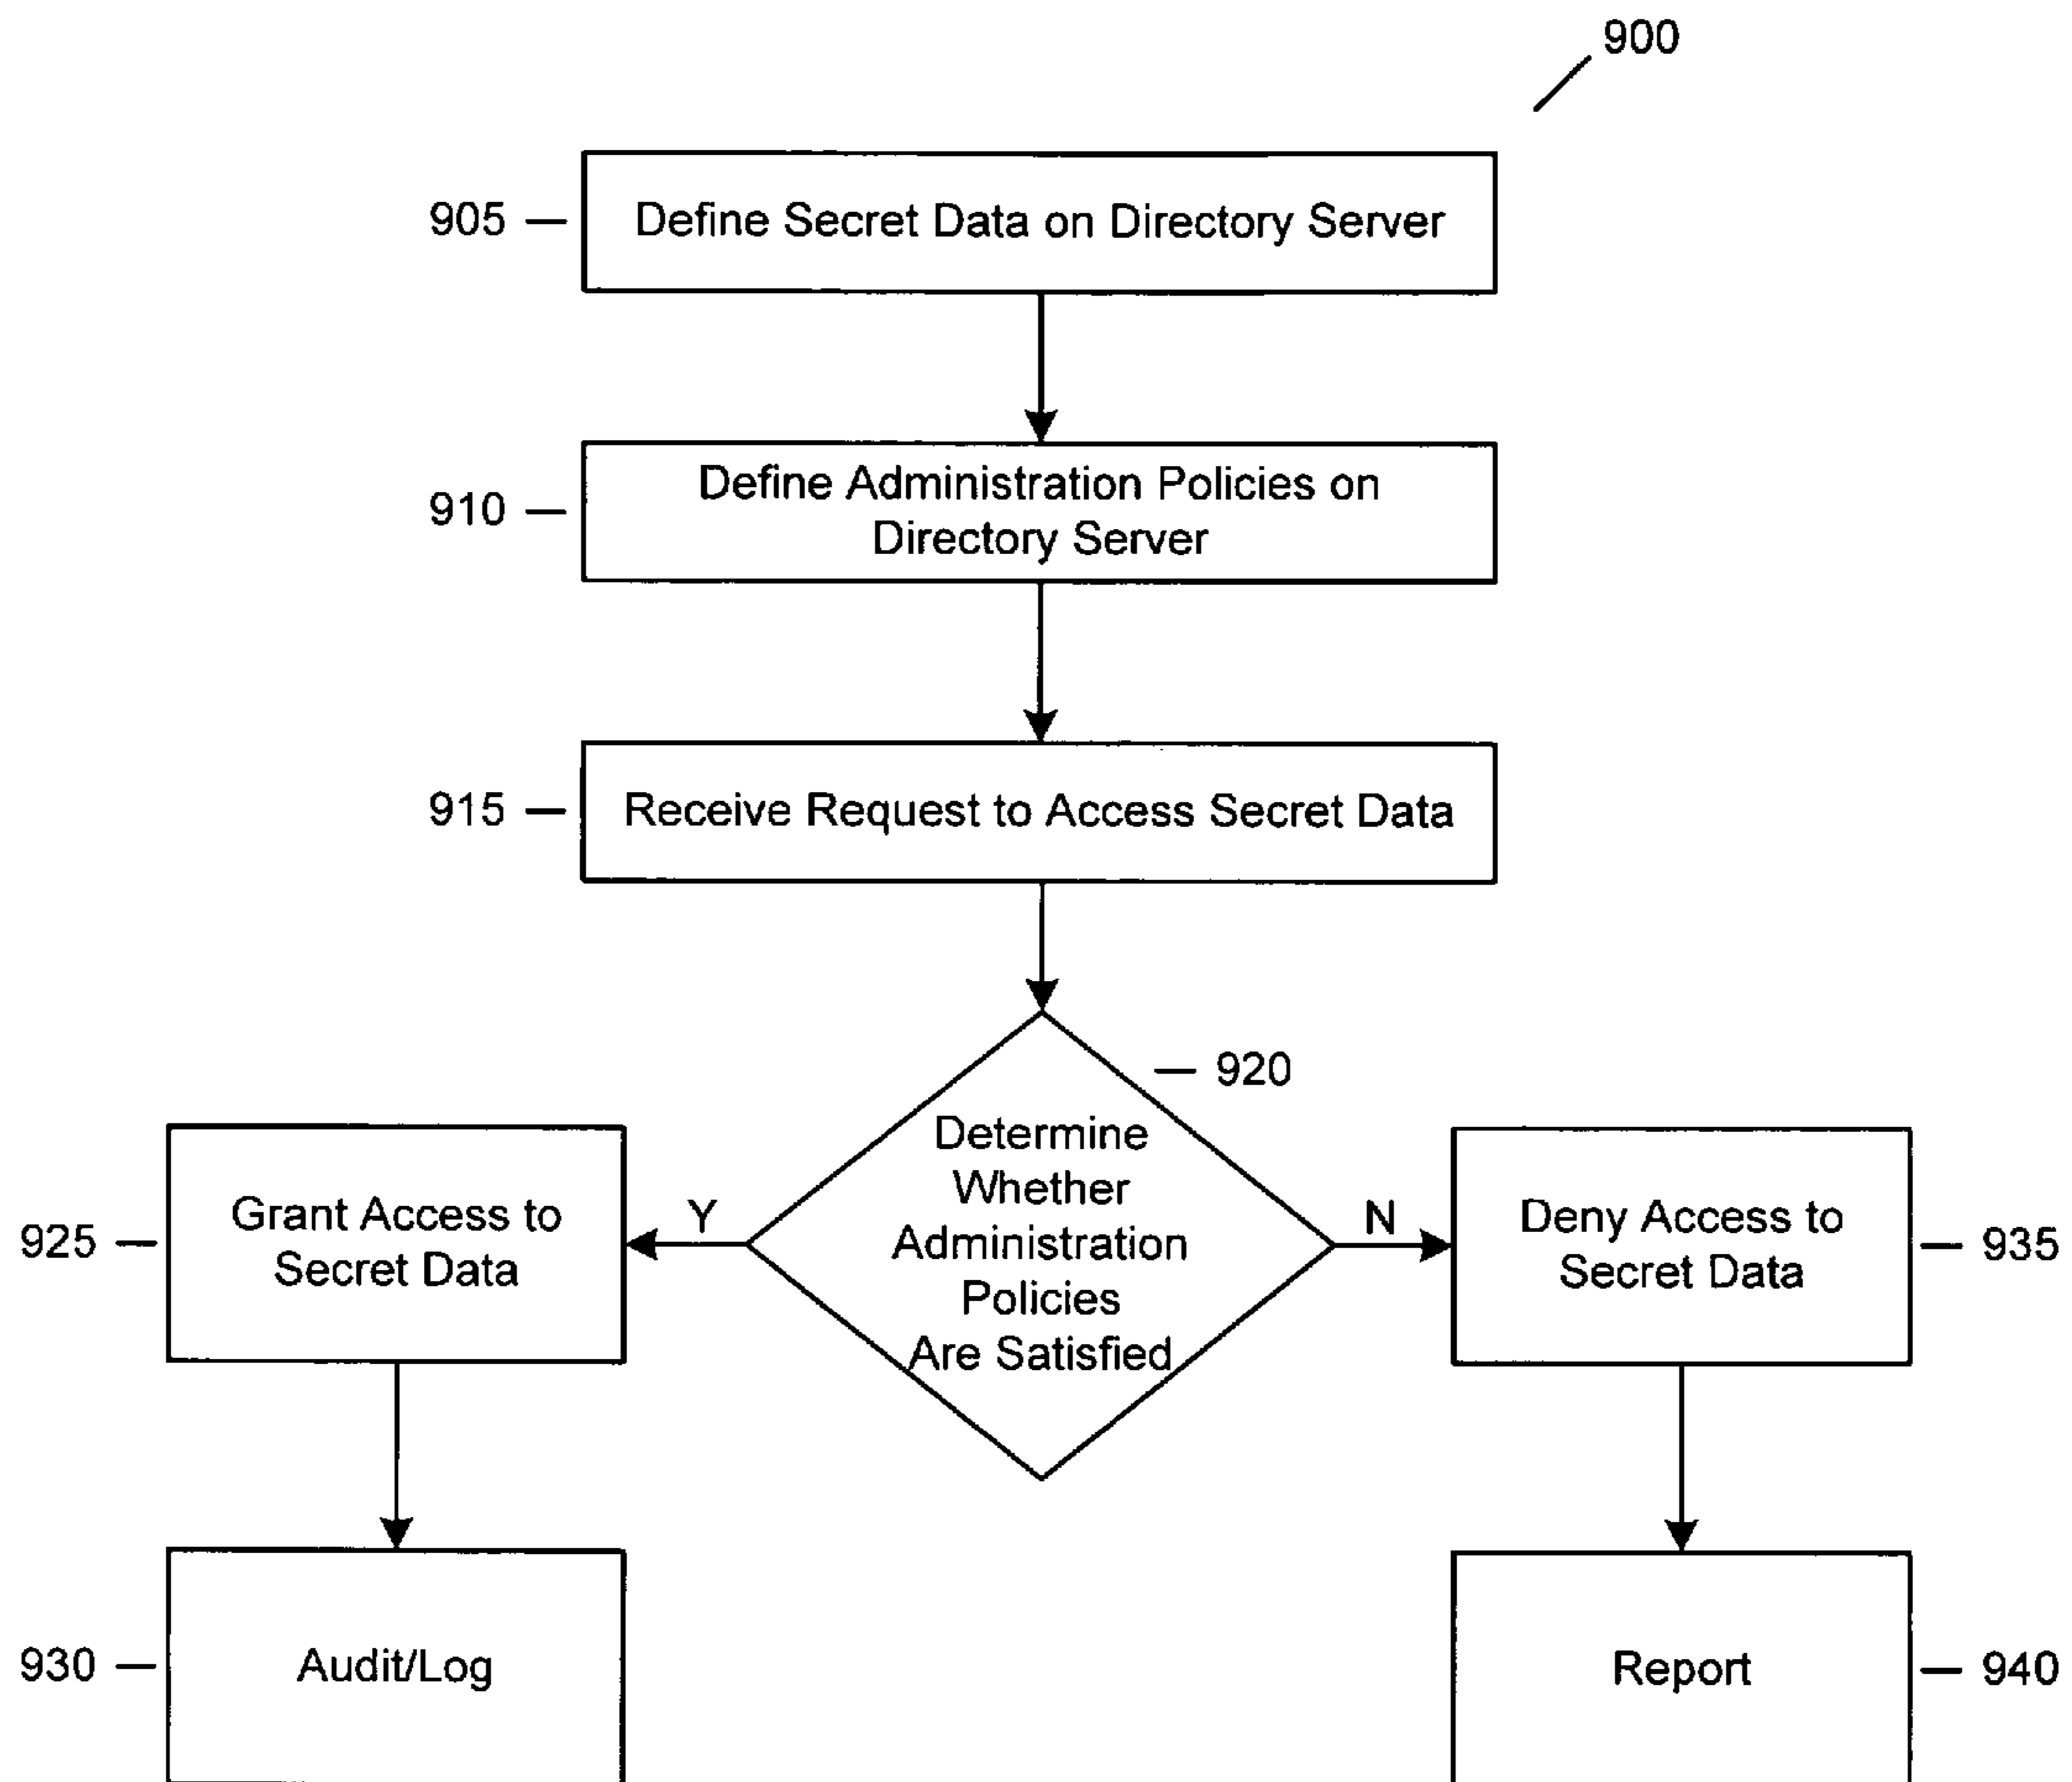 900
905
Define Secret Data on Directory Server
910
Define Administration Policies on
Directory Server
915
Receive Request to Access Secret Data
920
Determine
Whether
Administration
Policies
Are Satisfied
Y
N
925
Grant Access to
Secret Data
Deny Access to
Secret Data
935
930
Audit/Log
Report
940